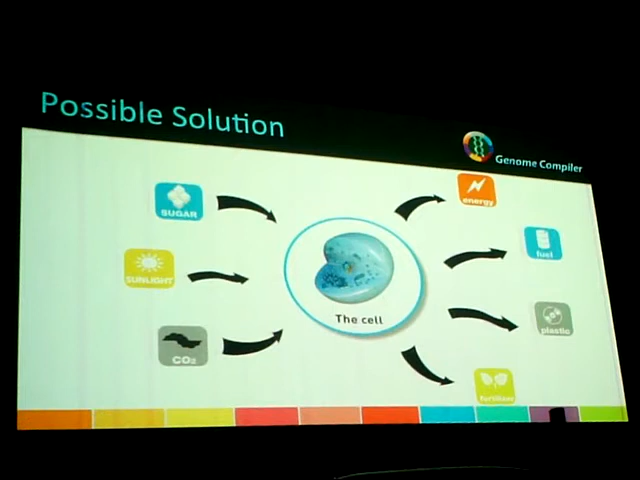 Possible Solution
Genome Compiler
SUGAR
energy
SUNLIGHT
fuel
The cell
plastic
CO₂
fertilizer